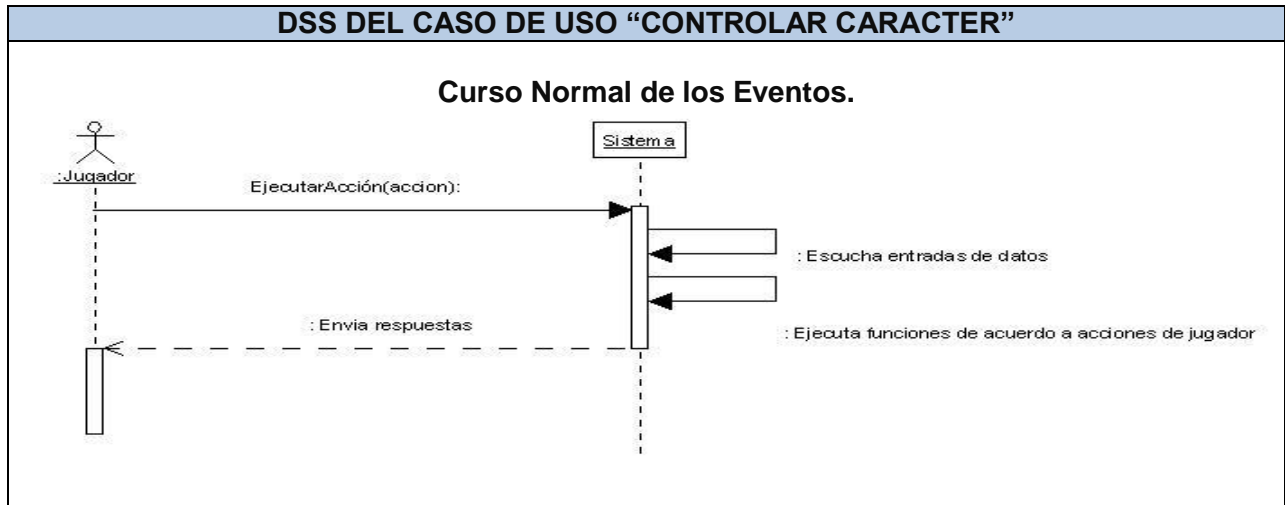 DSS DEL CASO DE USO “CONTROLAR CARACTER”
Curso Normal de los Eventos.
:Jugador
Sistema
EjecutarAcción(accion):
: Escucha entradas de datos
: Envia respuestas
: Ejecuta funciones de acuerdo a acciones de jugador